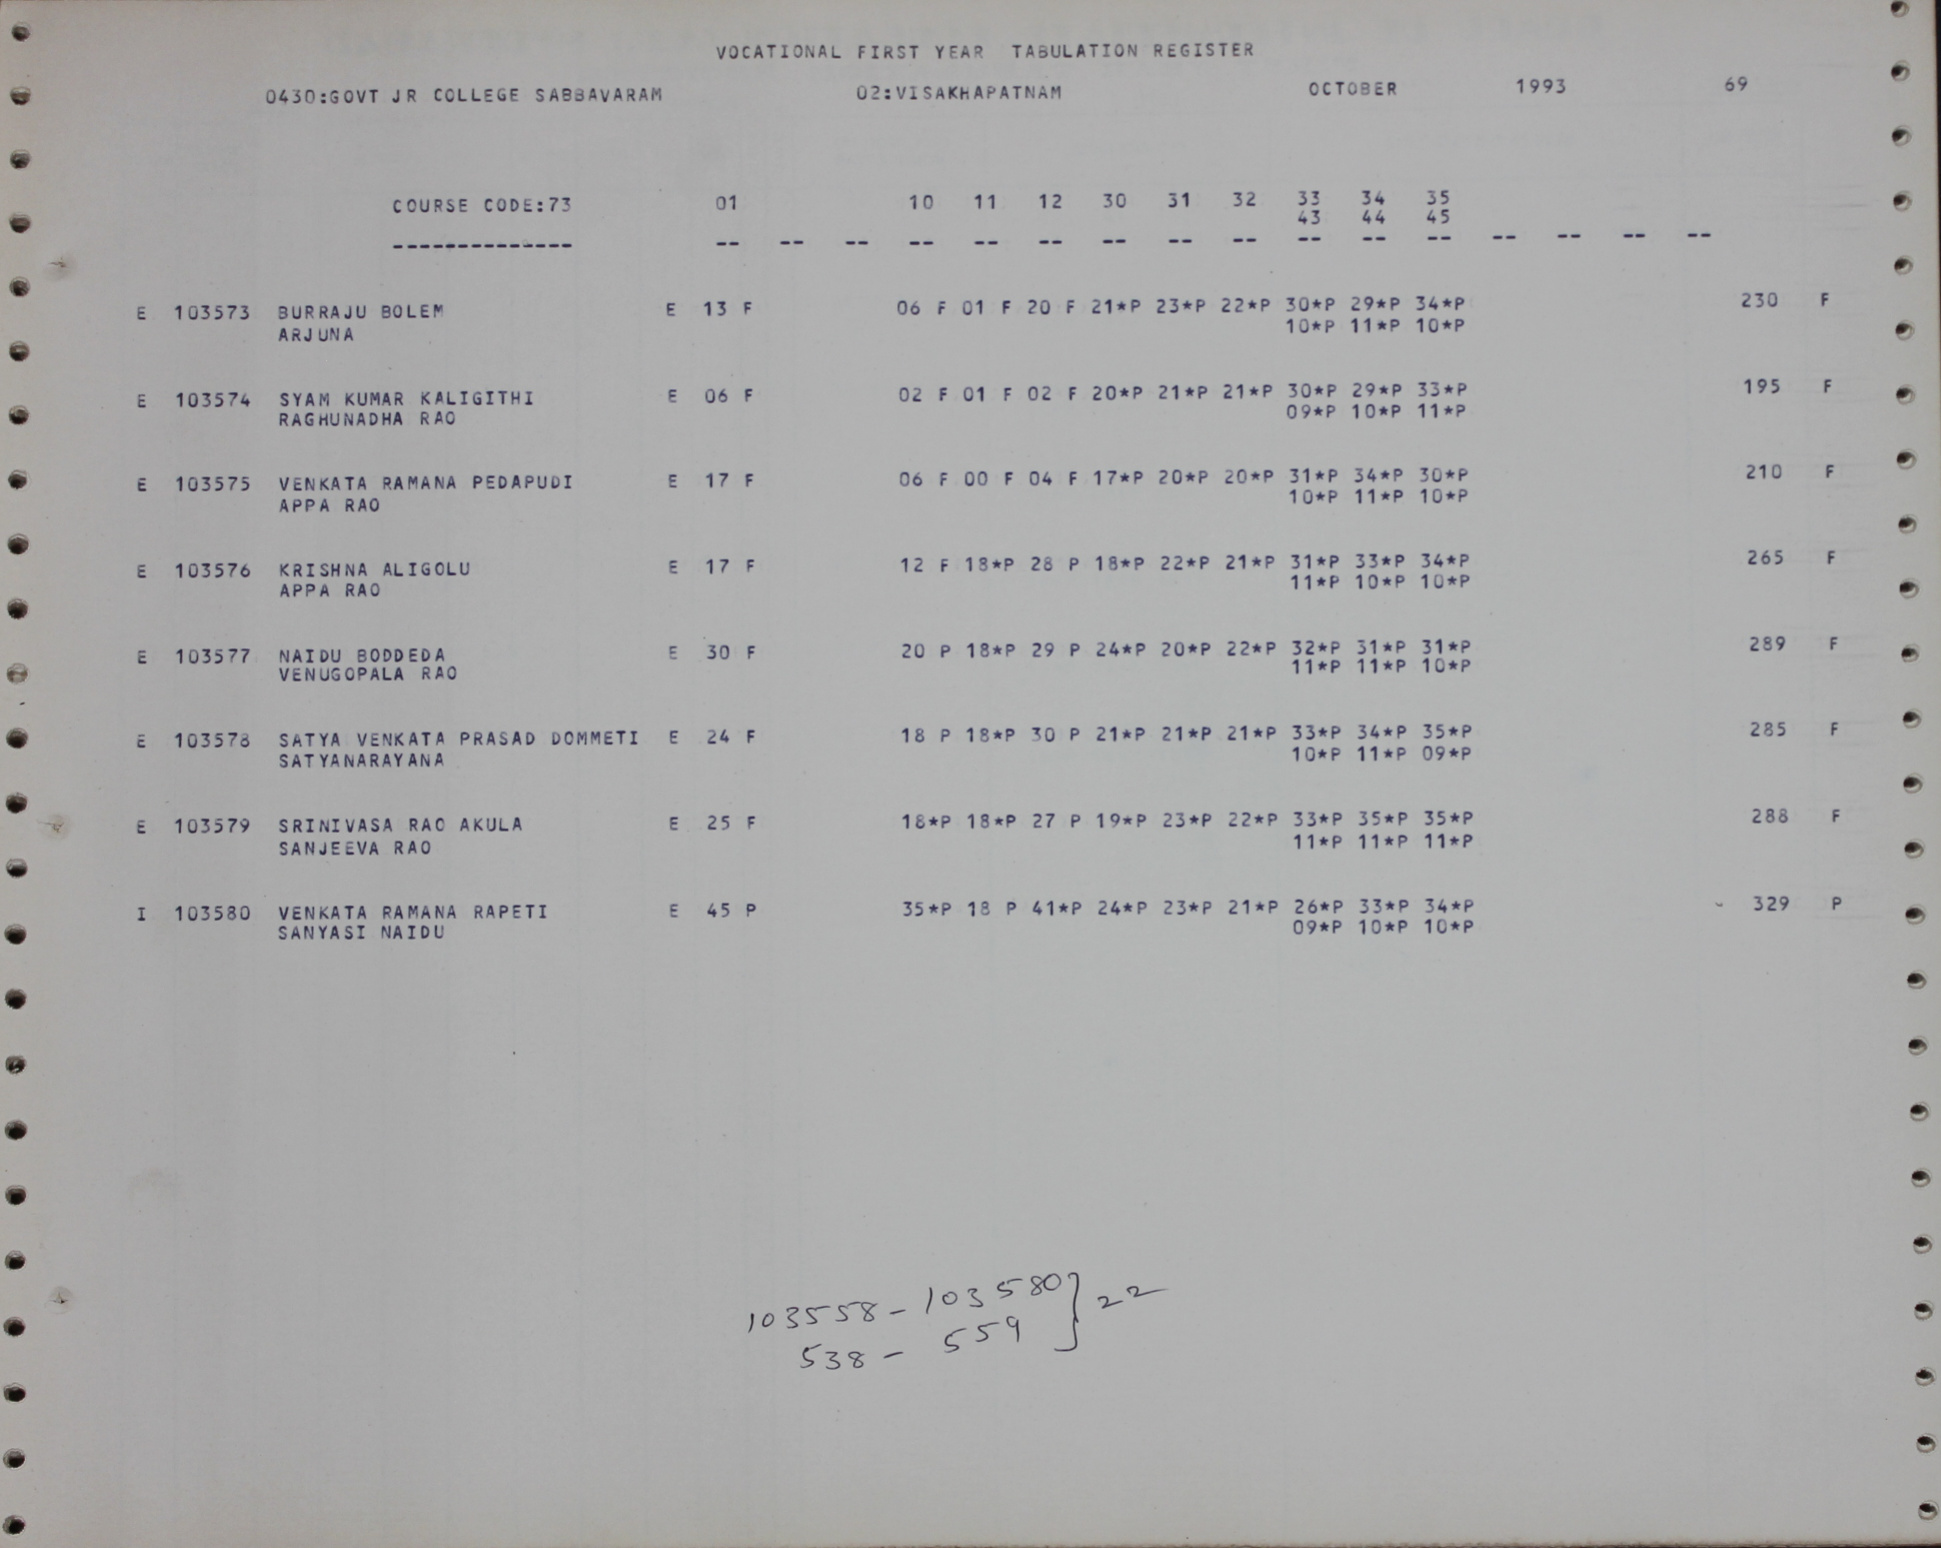 VOCATIONAL FIRST YEAR TABULATION REGISTER
0430:GOVT JR COLLEGE SABBAVARAM 02:VISAKHAPATNAM OCTOBER 1993 69
COURSE CODE:73 01 10 11 12 30 31 32 33 34 35
43 44 45
-------------- -- -- -- -- -- -- -- -- -- -- -- -- -- -- -- --
E 103573 BURRAJU BOLEM E 13 F 06 F 01 F 20 F 21*P 23*P 22*P 30*P 29*P 34*P 230 F
ARJUNA 10*P 11*P 10*P
E 103574 SYAM KUMAR KALIGITHI E 06 F 02 F 01 F 02 F 20*P 21*P 21*P 30*P 29*P 33*P 195 F
RAGHUNADHA RAO 09*P 10*P 11*P
E 103575 VENKATA RAMANA PEDAPUDI E 17 F 06 F 00 F 04 F 17*P 20*P 20*P 31*P 34*P 30*P 210 F
APPA RAO 10*P 11*P 10*P
E 103576 KRISHNA ALIGOLU E 17 F 12 F 18*P 28 P 18*P 22*P 21*P 31*P 33*P 34*P 265 F
APPA RAO 11*P 10*P 10*P
E 103577 NAIDU BODDEDA E 30 F 20 P 18*P 29 P 24*P 20*P 22*P 32*P 31*P 31*P 289 F
VENUGOPALA RAO 11*P 11*P 10*P
E 103578 SATYA VENKATA PRASAD DOMMETI E 24 F 18 P 18*P 30 P 21*P 21*P 21*P 33*P 34*P 35*P 285 F
SATYANARAYANA 10*P 11*P 09*P
E 103579 SRINIVASA RAO AKULA E 25 F 18*P 18*P 27 P 19*P 23*P 22*P 33*P 35*P 35*P 288 F
SANJEEVA RAO 11*P 11*P 11*P
I 103580 VENKATA RAMANA RAPETI E 45 P 35*P 18 P 41*P 24*P 23*P 21*P 26*P 33*P 34*P 329 P
SANYASI NAIDU 09*P 10*P 10*P
103558 - 103580 } 22
538 - 559